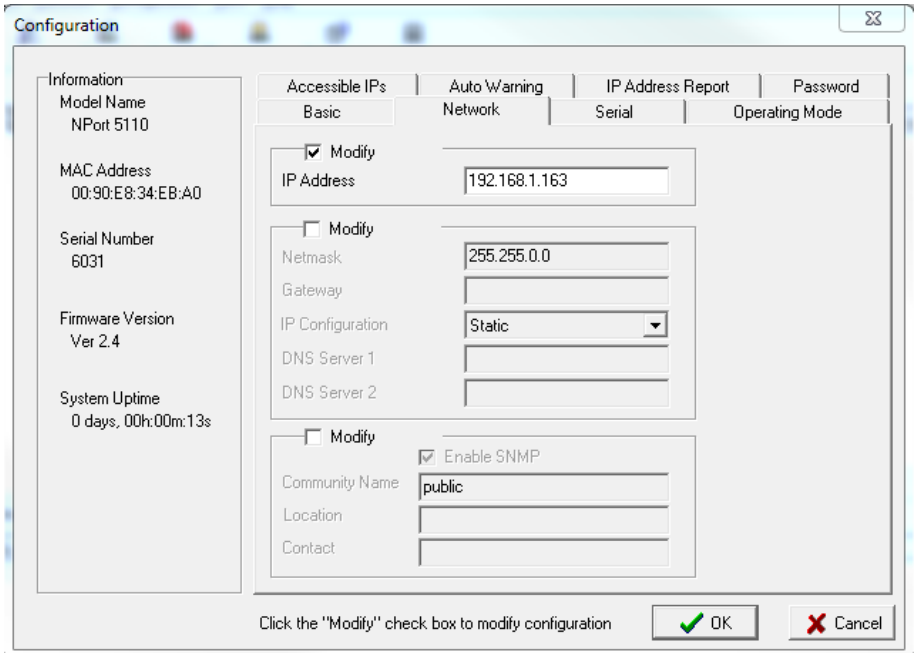 Configuration
Information
Model Name
NPort 5110
MAC Address
00:90:E8:34:EB:A0
Serial Number
6031
Firmware Version
Ver 2.4
System Uptime
0 days, 00h:00m:13s
Accessible IPs Auto Warning IP Address Report Password
Basic Network Serial Operating Mode
Modify
IP Address 192.168.1.163
Modify
Netmask 255.255.0.0
Gateway
IP Configuration Static
DNS Server 1
DNS Server 2
Modify
Enable SNMP
Community Name public
Location
Contact
Click the "Modify" check box to modify configuration OK Cancel